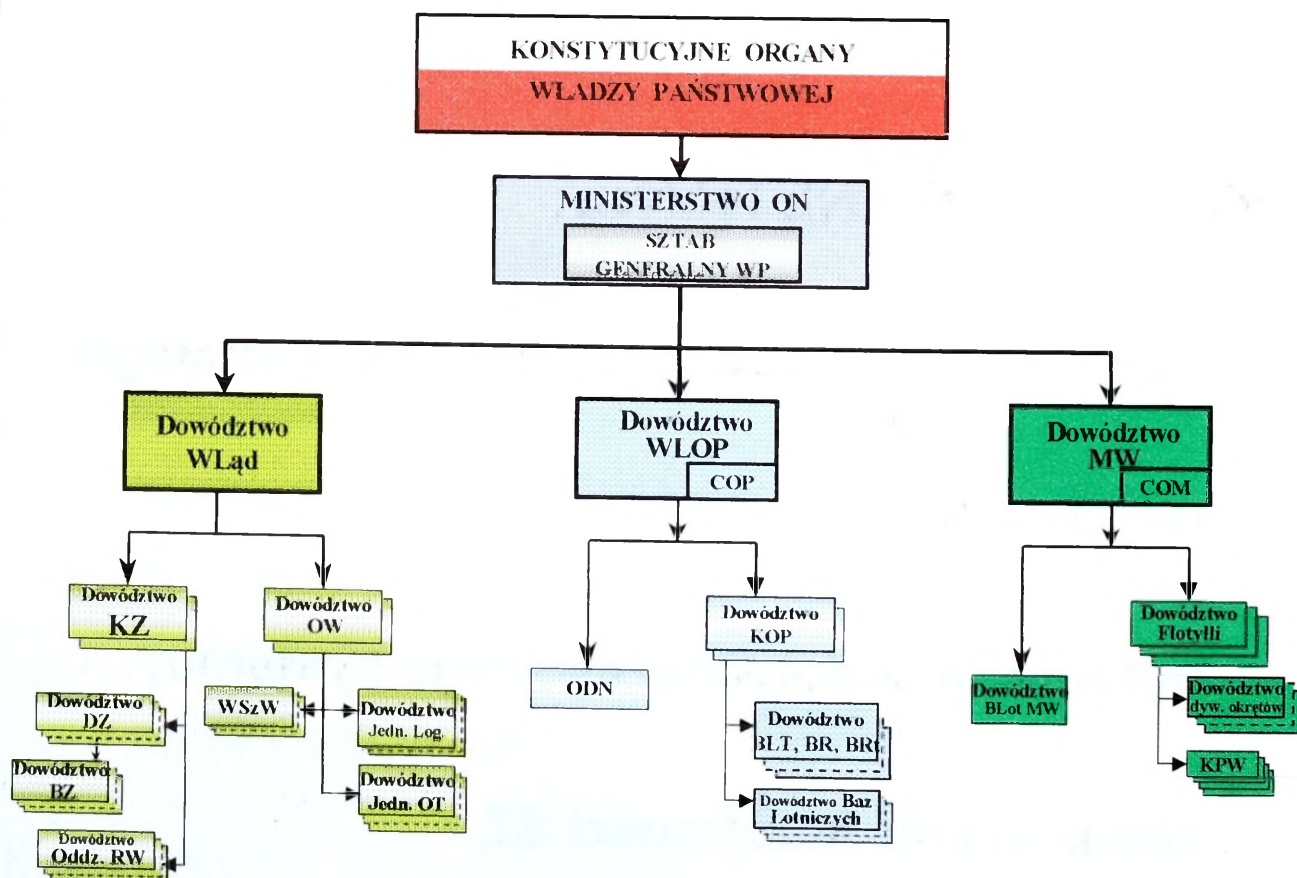 KONSTYTUCYJNE ORGANY
WŁADZY PAŃSTWOWEJ
MINISTERSTWO ON
SZTAB
GENERALNY WP
Dowództwo
WLąd
Dowództwo
WLOP
COP
Dowództwo
MW
COM
Dowództwo
KZ
Dowództwo
OW
Dowództwo
DZ
Dowództwo
BZ
Dowództwo
Oddz. RW
WSzW
Dowództwo
Jedn. Log.
Dowództwo
Jedn. OT
ODN
Dowództwo
KOP
Dowództwo
BLT, BR, BRt
Dowództwo Baz
Lotniczych
Dowództwo
BLot MW
Dowództwo
Flotylli
Dowództwo
dyw. okrętów
KPW